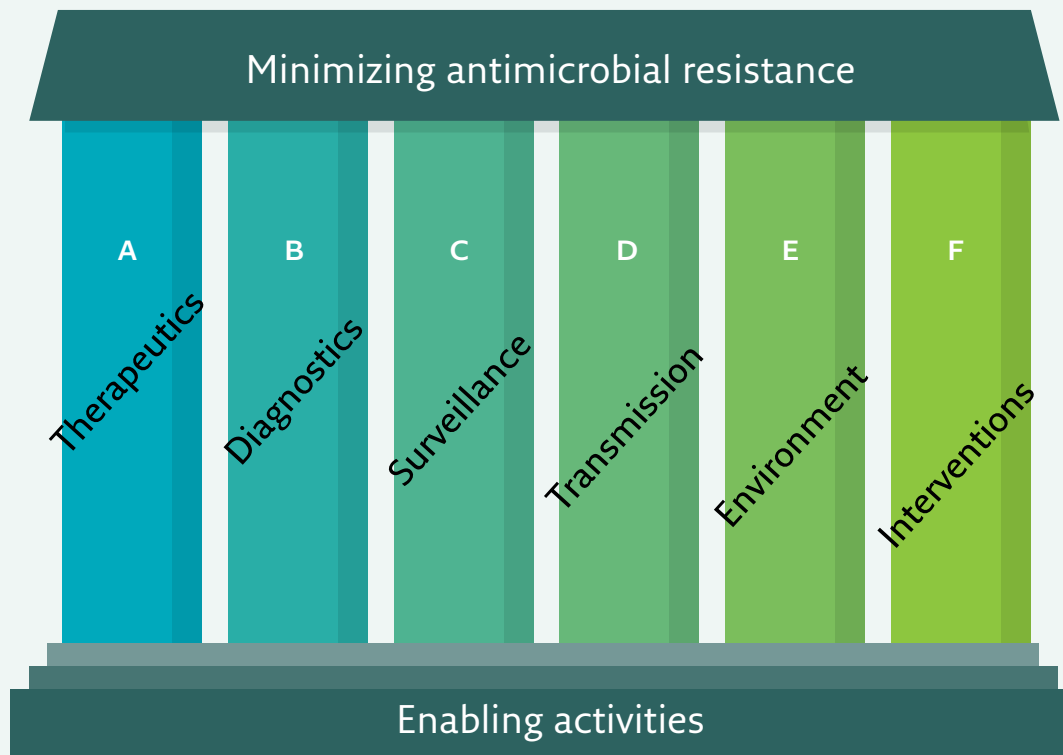 Minimizing antimicrobial resistance
A
B
C
D
E
F
Therapeutics
Diagnostics
Surveillance
Transmission
Environment
Interventions
Enabling activities